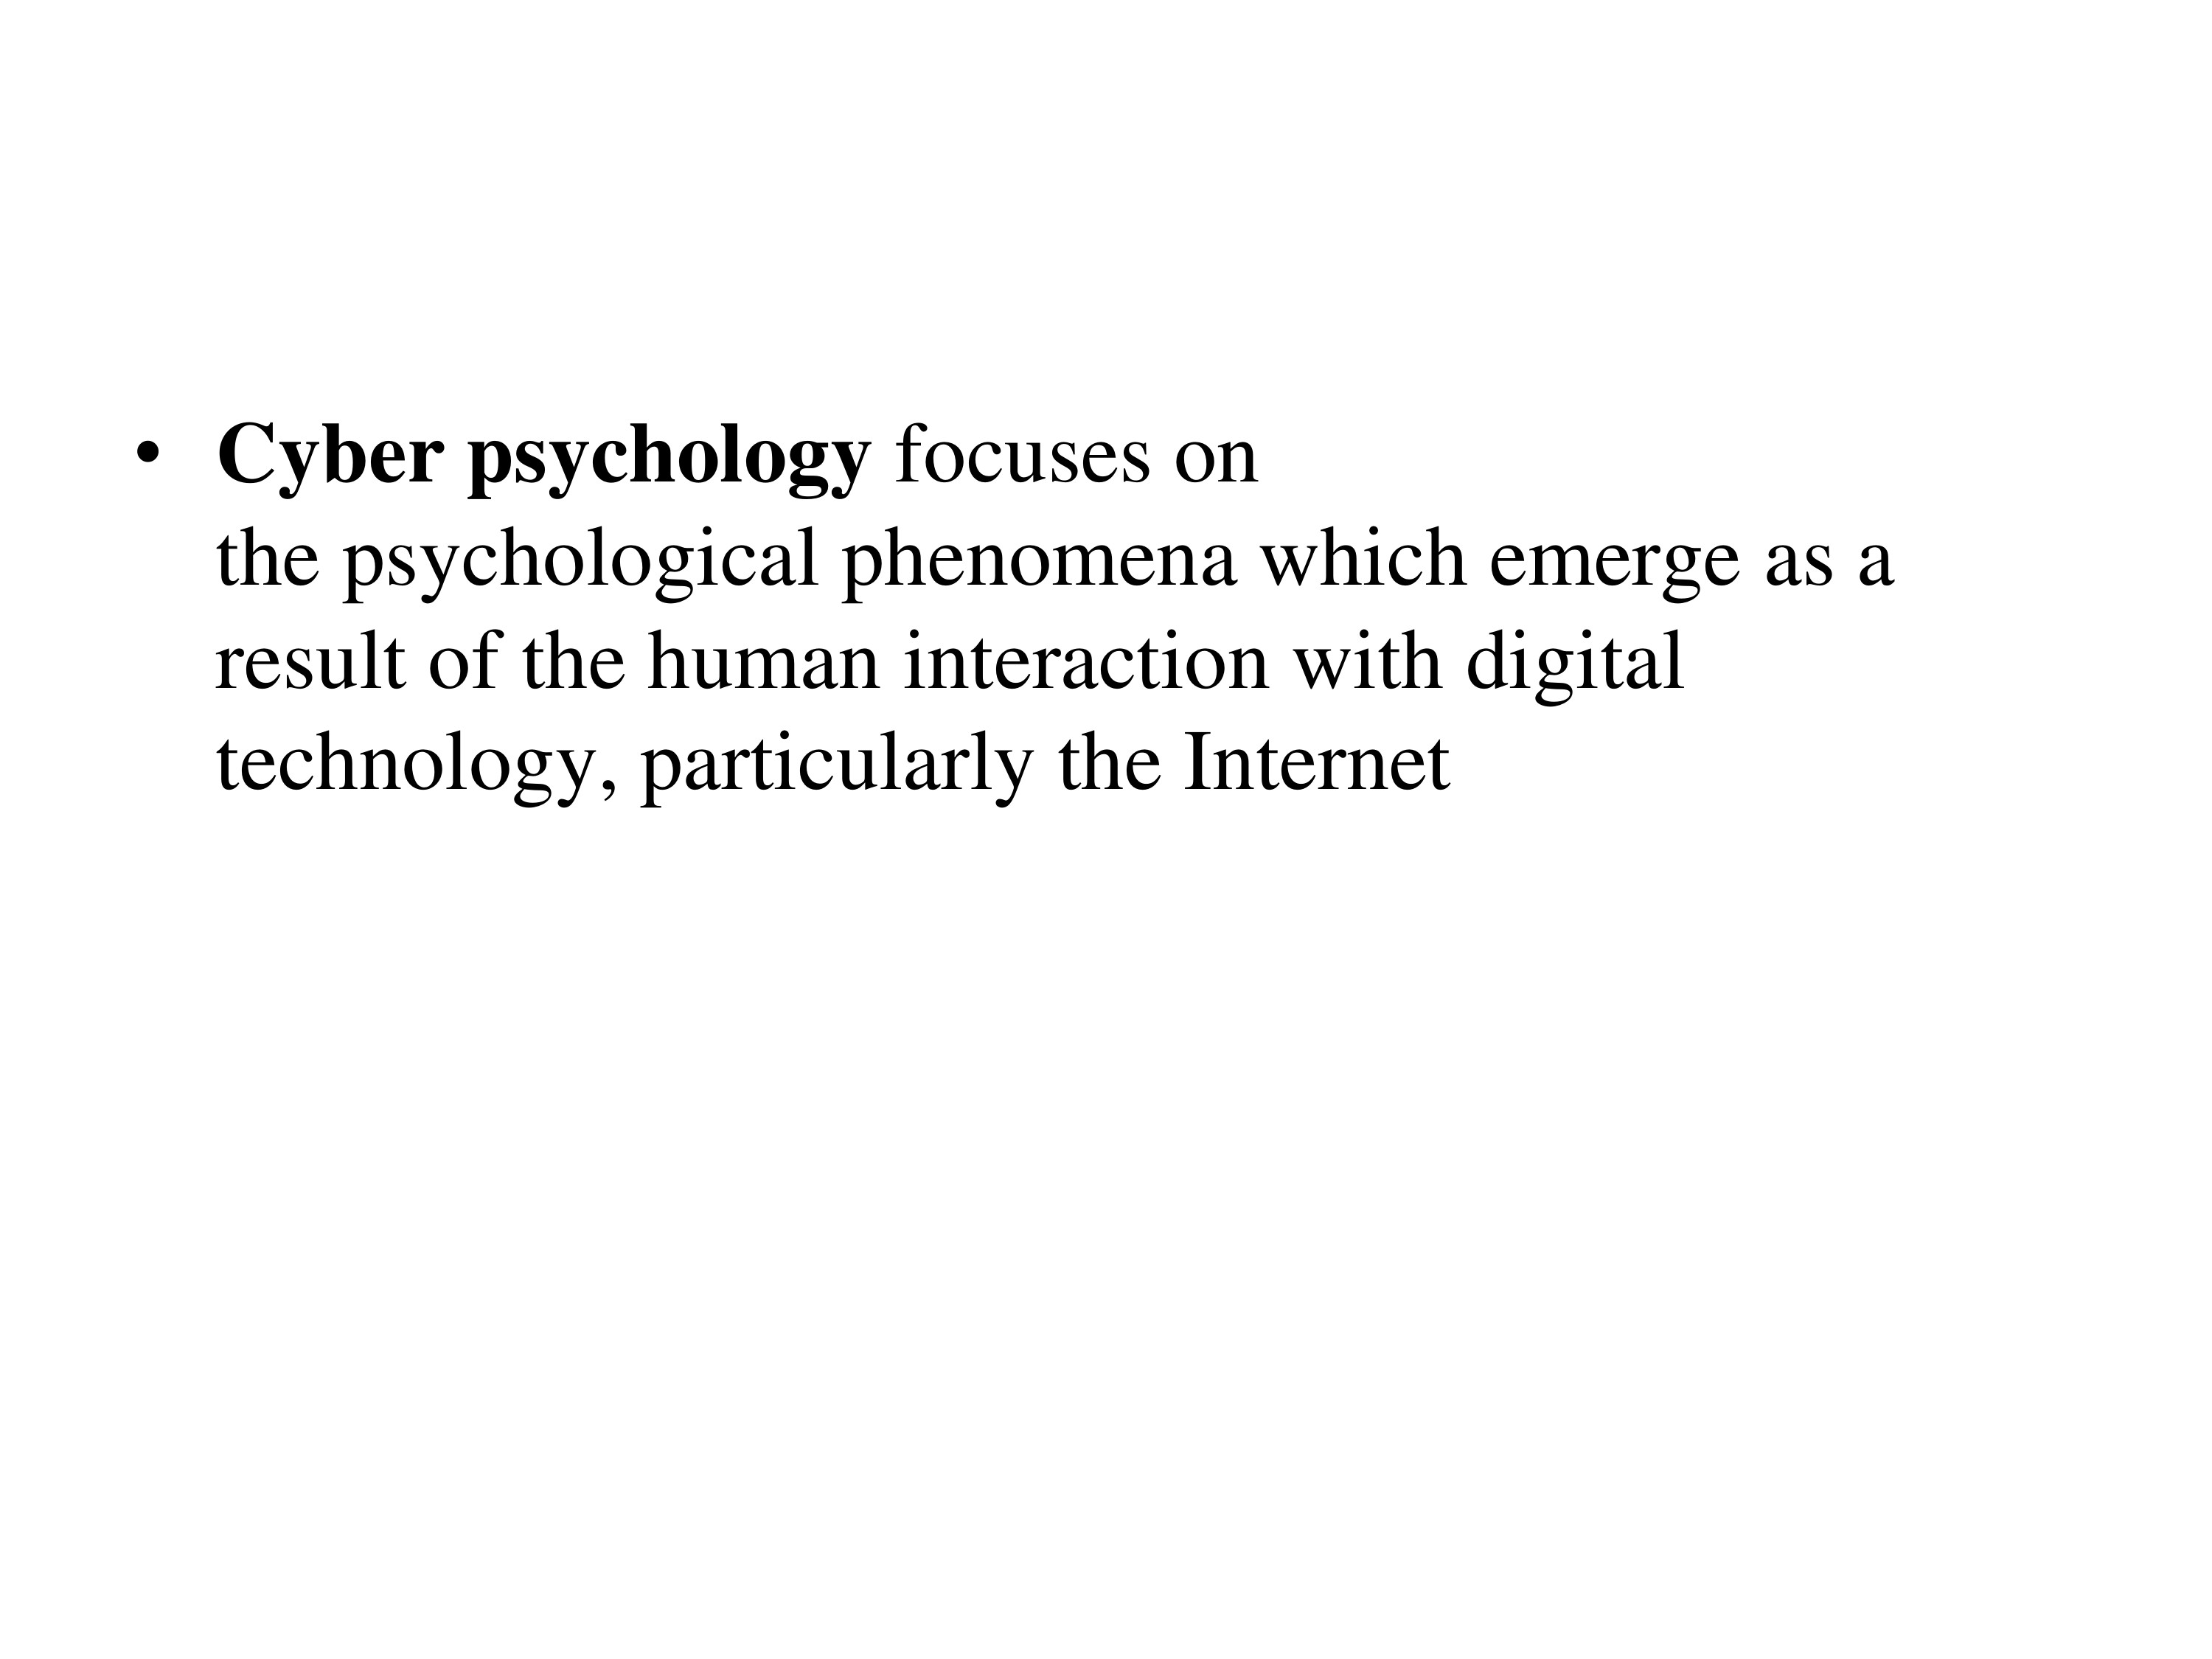 • Cyber psychology focuses on
the psychological phenomena which emerge as a
result of the human interaction with digital
technology, particularly the Internet